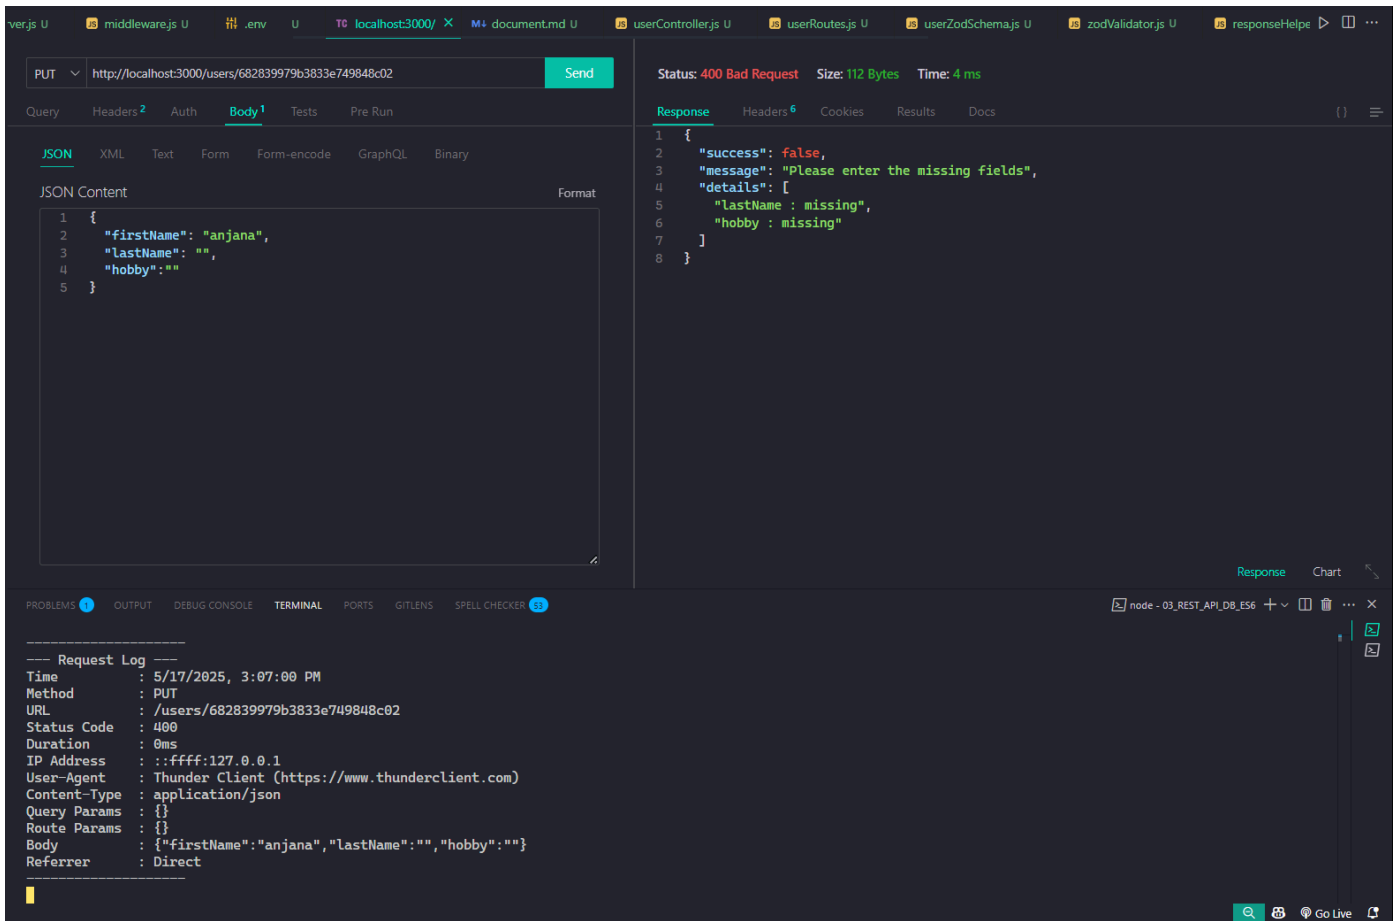 ver.js U JS middleware.js U .env U TC localhost:3000/ × M↓ document.md U JS userController.js U JS userRoutes.js U JS userZodSchema.js U JS zodValidator.js U JS responseHelpe ···
PUT http://localhost:3000/users/682839979b3833e749848c02 Send
Query Headers 2 Auth Body 1 Tests Pre Run
JSON XML Text Form Form-encode GraphQL Binary
JSON Content Format
1 {
2 "firstName": "anjana",
3 "lastName": "",
4 "hobby":""
5 }
Status: 400 Bad Request Size: 112 Bytes Time: 4 ms
Response Headers 6 Cookies Results Docs {}
1 {
2 "success": false,
3 "message": "Please enter the missing fields",
4 "details": [
5 "lastName : missing",
6 "hobby : missing"
7 ]
8 }
Response Chart
PROBLEMS 1 OUTPUT DEBUG CONSOLE TERMINAL PORTS GITLENS SPELL CHECKER 53 node - 03_REST_API_DB_ES6 + ··· ×
--------------------
--- Request Log ---
Time : 5/17/2025, 3:07:00 PM
Method : PUT
URL : /users/682839979b3833e749848c02
Status Code : 400
Duration : 0ms
IP Address : ::ffff:127.0.0.1
User-Agent : Thunder Client (https://www.thunderclient.com)
Content-Type : application/json
Query Params : {}
Route Params : {}
Body : {"firstName":"anjana","lastName":"","hobby":""}
Referrer : Direct
--------------------
Go Live